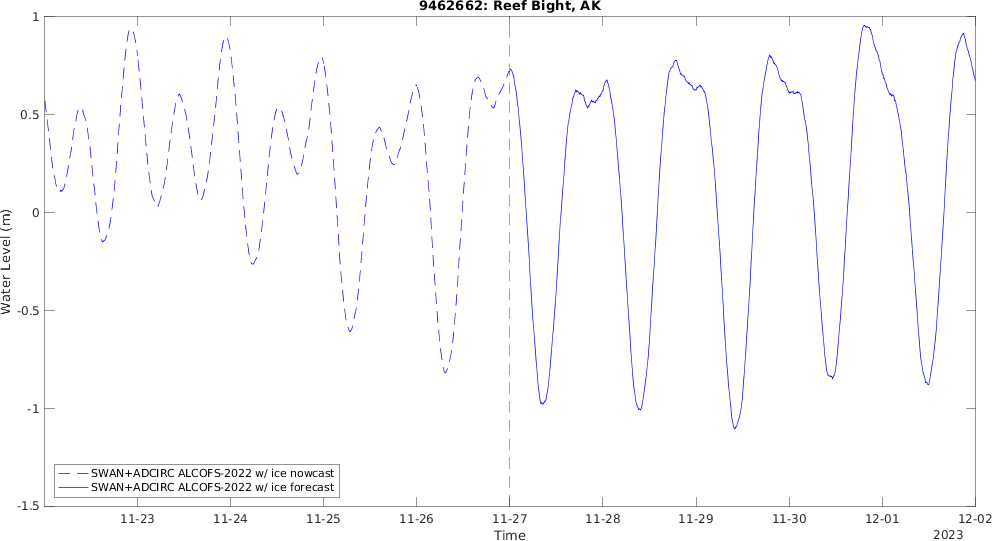 9462662: Reef Bight, AK
1
0.5
0
-0.5
-1
-1.5
Water Level (m)
SWAN+ADCIRC ALCOFS-2022 w/ ice nowcast
SWAN+ADCIRC ALCOFS-2022 w/ ice forecast
11-23 11-24 11-25 11-26 11-27 11-28 11-29 11-30 12-01 12-02
Time
2023